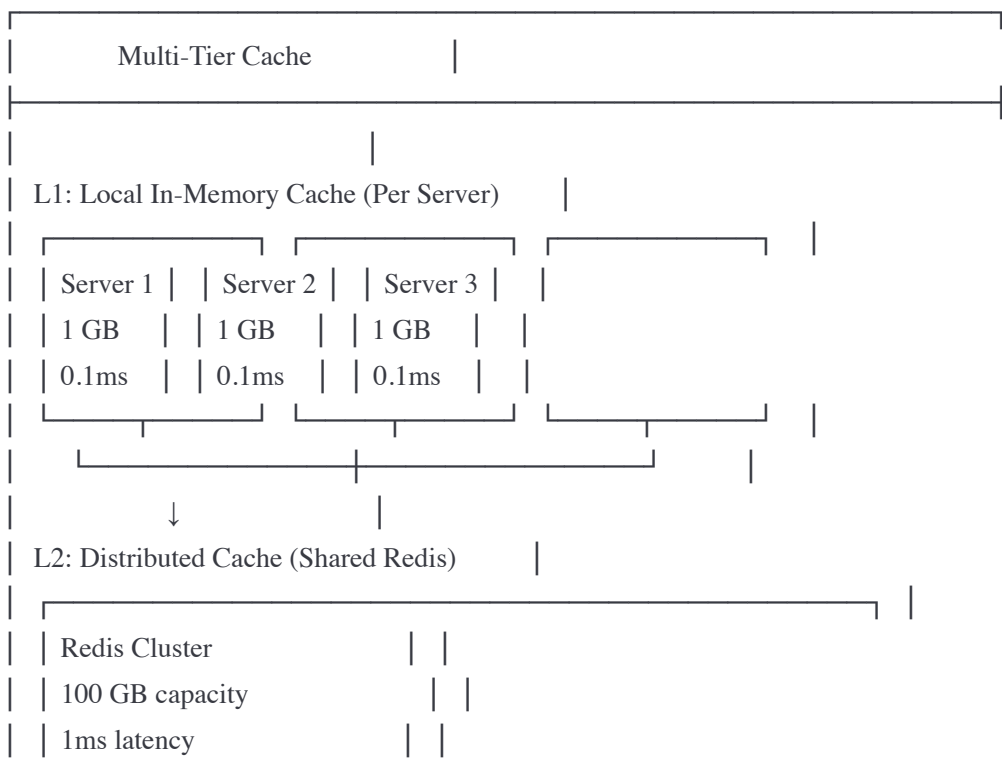 Multi-Tier Cache
L1: Local In-Memory Cache (Per Server)
Server 1 Server 2 Server 3
1 GB 1 GB 1 GB
0.1ms 0.1ms 0.1ms
↓
L2: Distributed Cache (Shared Redis)
Redis Cluster
100 GB capacity
1ms latency